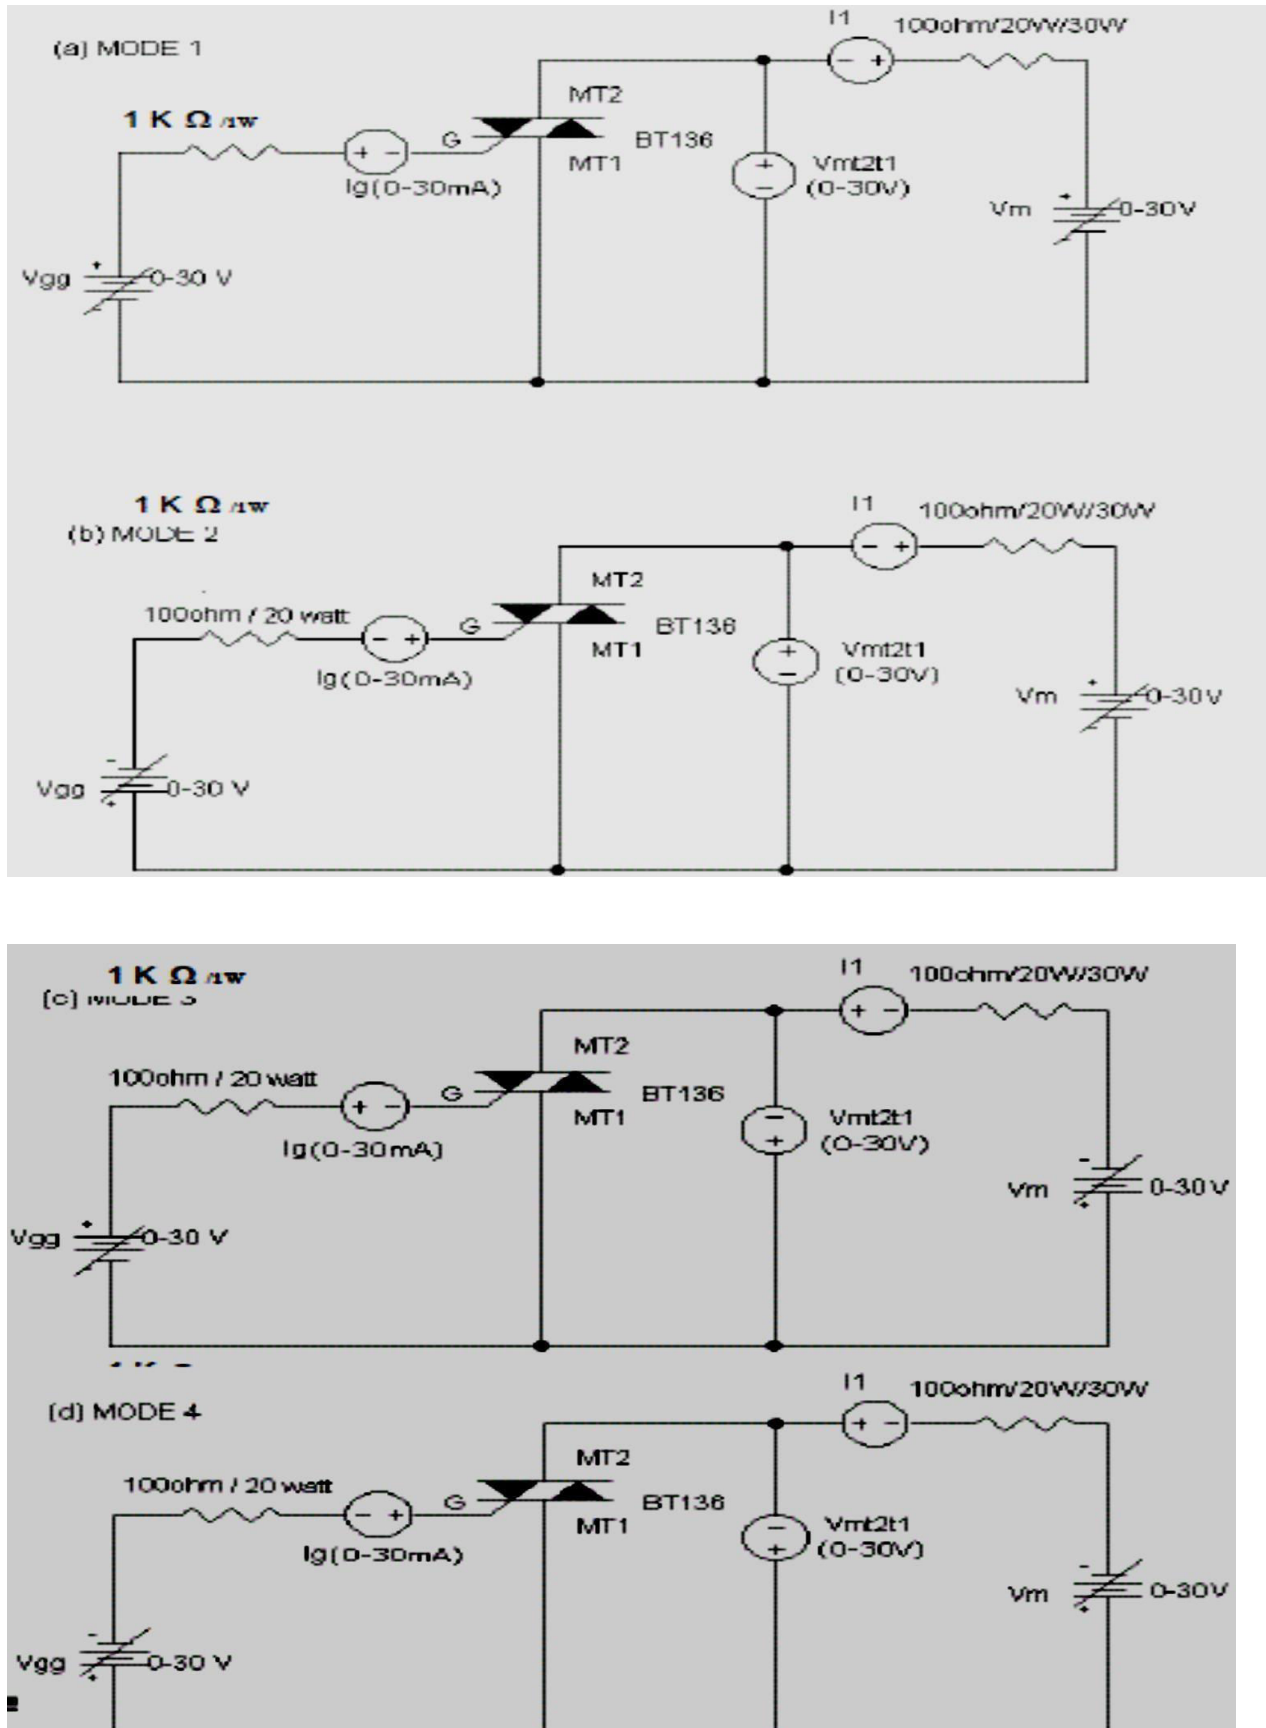 (a) MODE 1
I1
100ohm/20W/30W
MT2
1 K Ω /1W
G
BT136
MT1
Vmt2t1
(0-30V)
+ -
Ig(0-30mA)
Vm
0-30V
Vgg
0-30 V
1 K Ω /1W
(b) MODE 2
I1
100ohm/20W/30W
MT2
100ohm / 20 watt
G
BT136
MT1
Vmt2t1
(0-30V)
- +
Ig(0-30mA)
Vm
0-30V
Vgg
0-30 V
1 K Ω /1W
(c) MODE 3
I1
100ohm/20W/30W
MT2
100ohm / 20 watt
G
BT136
MT1
Vmt2t1
(0-30V)
+ -
Ig(0-30mA)
Vm
0-30V
Vgg
0-30 V
(d) MODE 4
I1
100ohm/20W/30W
MT2
100ohm / 20 watt
G
BT136
MT1
Vmt2t1
(0-30V)
- +
Ig(0-30mA)
Vm
0-30V
Vgg
0-30 V